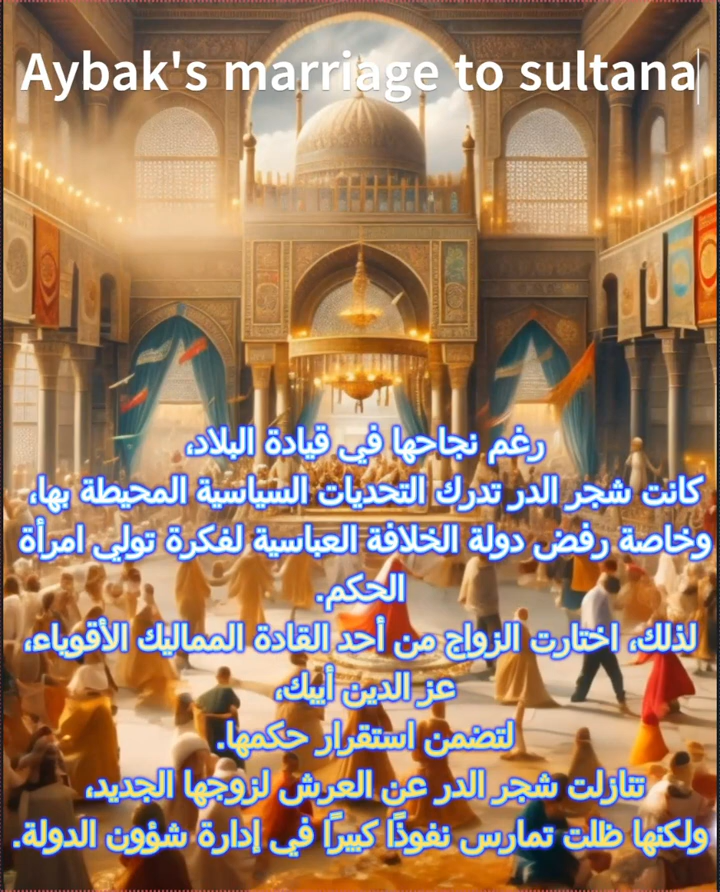 Aybak's marriage to sultana
رغم نجاحها في قيادة البلاد،
كانت شجر الدر تدرك التحديات السياسية المحيطة بها،
وخاصة رفض دولة الخلافة العباسية لفكرة تولي امرأة
الحكم.
لذلك، اختارت الزواج من أحد القادة المماليك الأقوياء،
عز الدين أيبك،
لتضمن استقرار حكمها.
تنازلت شجر الدر عن العرش لزوجها الجديد،
ولكنها ظلت تمارس نفوذًا كبيرًا في إدارة شؤون الدولة.